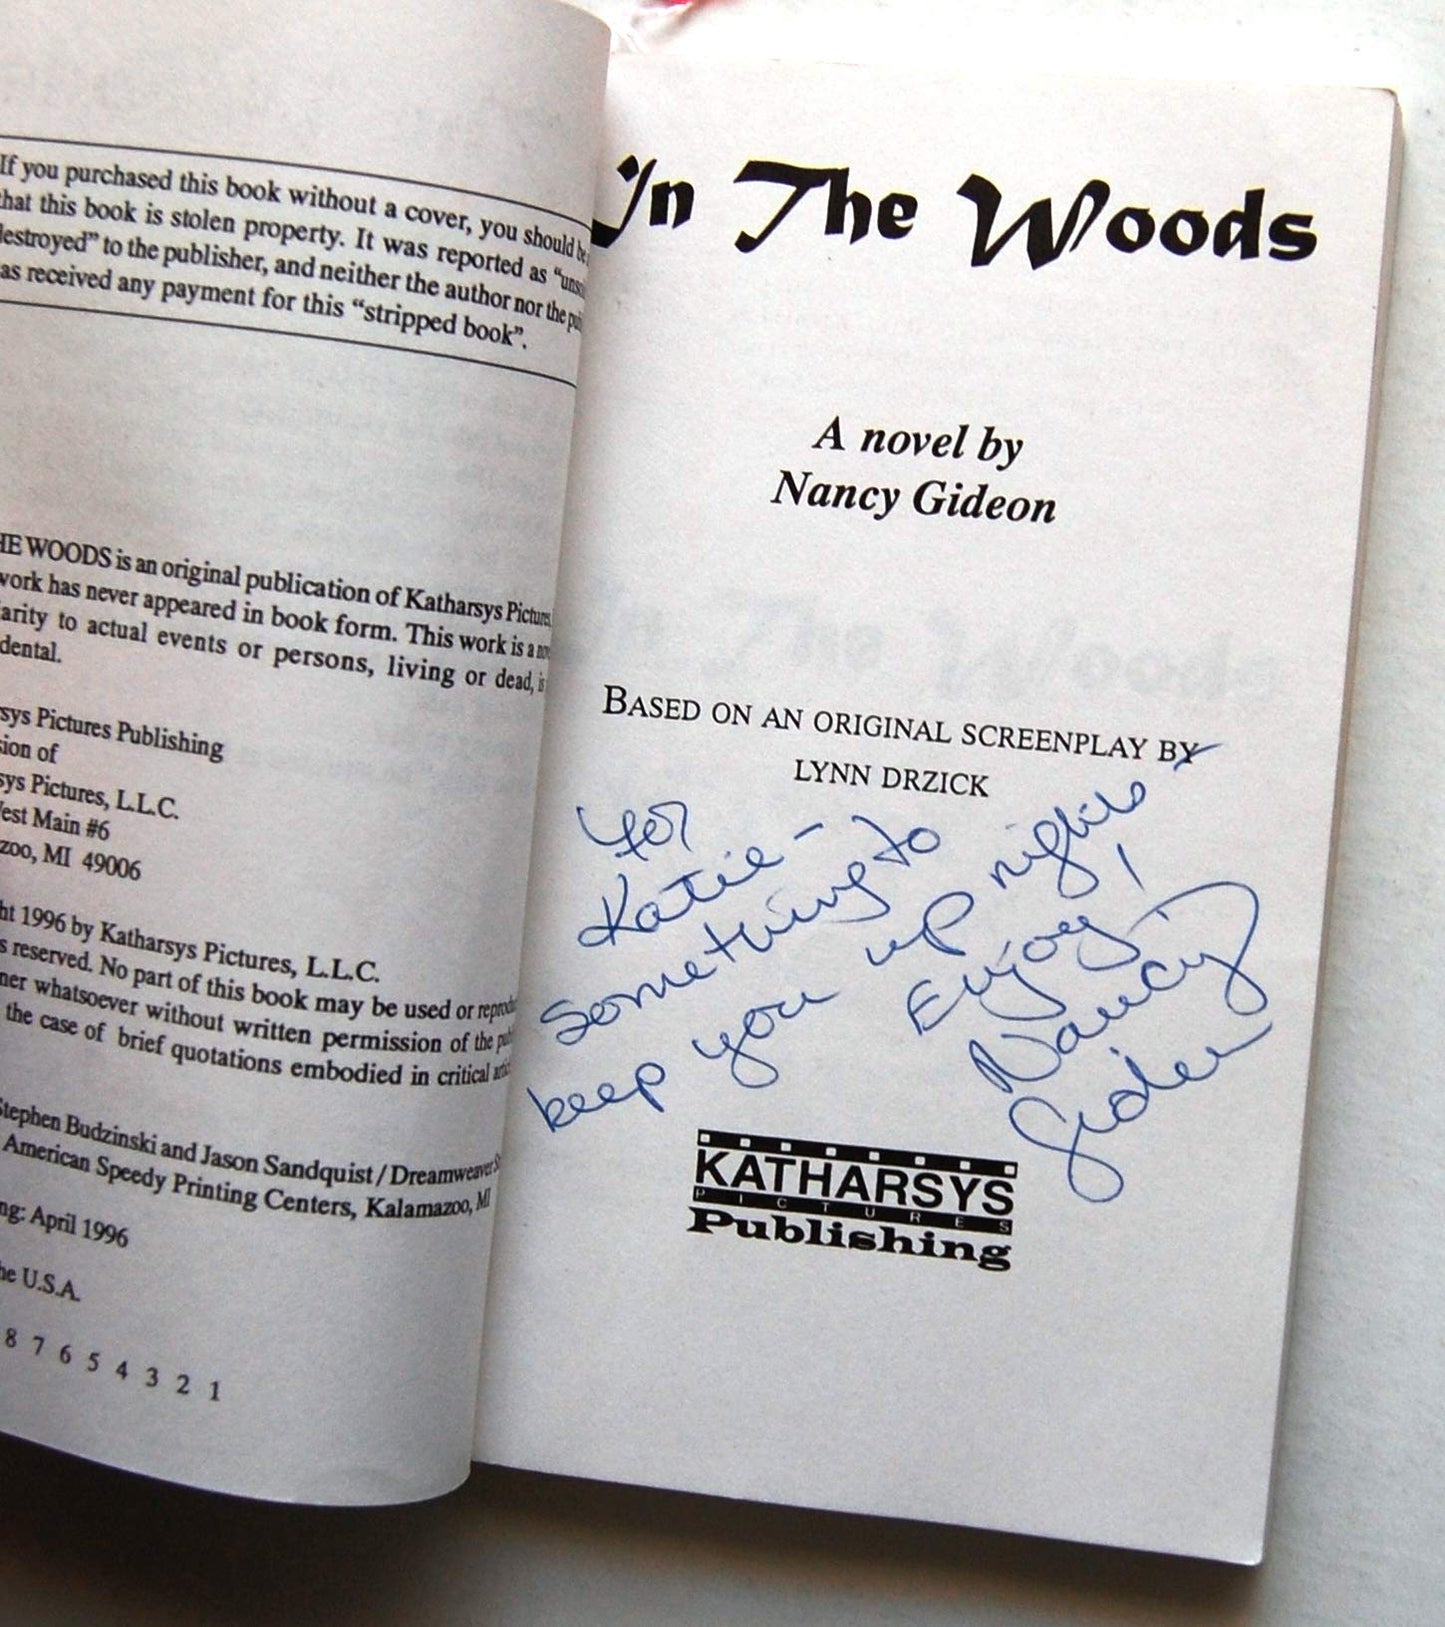 If you purchased this book without a cover, you should be
that this book is stolen property. It was reported as “unso
destroyed” to the publisher, and neither the author nor the pu
as received any payment for this “stripped book”.
HE WOODS is an original publication of Katharsys Pictures,
work has never appeared in book form. This work is a nov
arity to actual events or persons, living or dead, is
dental.
sys Pictures Publishing
sion of
sys Pictures, L.L.C.
West Main #6
zoo, MI 49006
ht 1996 by Katharsys Pictures, L.L.C.
s reserved. No part of this book may be used or reprodu
ner whatsoever without written permission of the pub
the case of brief quotations embodied in critical arti
Stephen Budzinski and Jason Sandquist / Dreamweaver S
American Speedy Printing Centers, Kalamazoo, MI
ng: April 1996
he U.S.A.
8 7 6 5 4 3 2 1
In The Woods
A novel by
Nancy Gideon
BASED ON AN ORIGINAL SCREENPLAY BY
LYNN DRZICK
For
Katie -
Something to
keep you up nights!
Enjoy!
Nancy
Gideon
KATHARSYS
PICTURES
Publishing